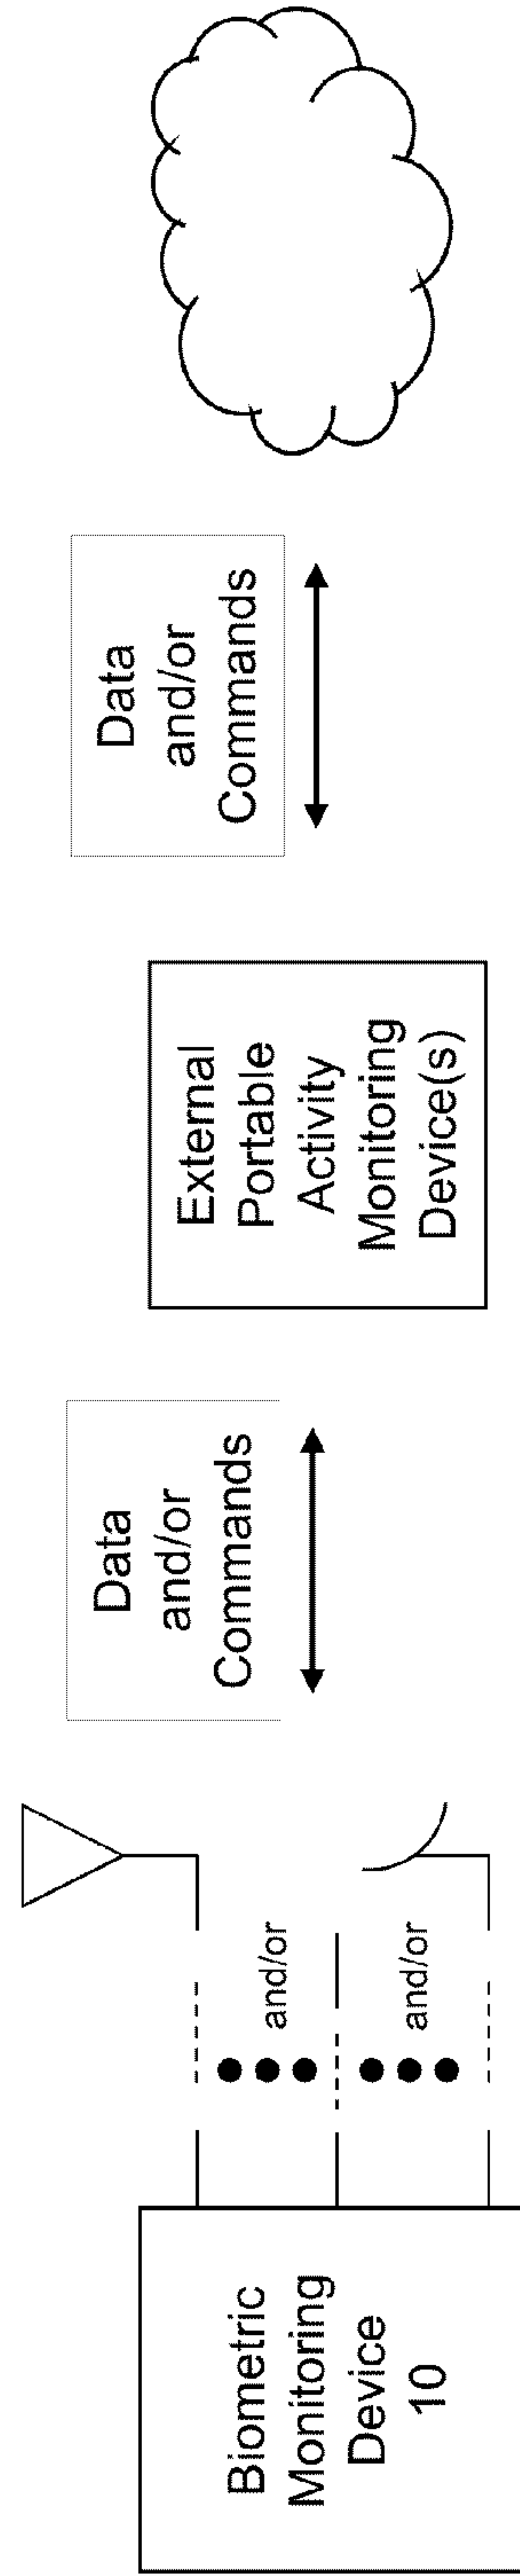 Biometric
Monitoring
Device
10
and/or
and/or
Data
and/or
Commands
External
Portable
Activity
Monitoring
Device(s)
Data
and/or
Commands